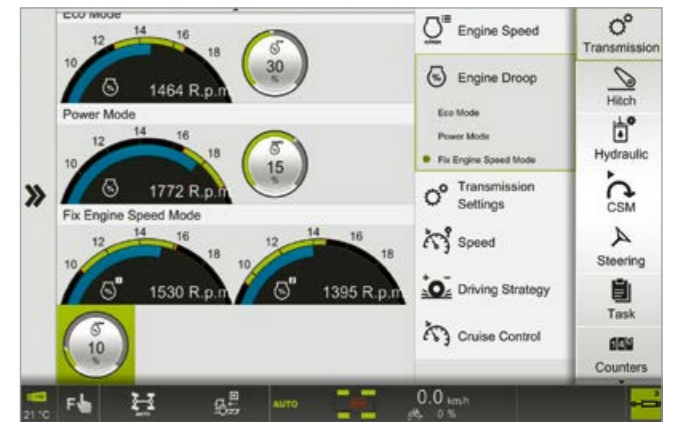 Eco Mode
10 12 14 16 18
1464 R.p.m
30
%
Power Mode
10 12 14 16 18
1772 R.p.m
15
%
Fix Engine Speed Mode
10 12 14 16 18
1530 R.p.m
10 12 14 16 18
1395 R.p.m
10
%
Engine Speed
Engine Droop
Eco Mode
Power Mode
Fix Engine Speed Mode
Transmission
Settings
Speed
Driving Strategy
Cruise Control
Transmission
Hitch
Hydraulic
CSM
Steering
Task
Counters
21 °C
F
AUTO
AUTO
0.0 km/h
0 %